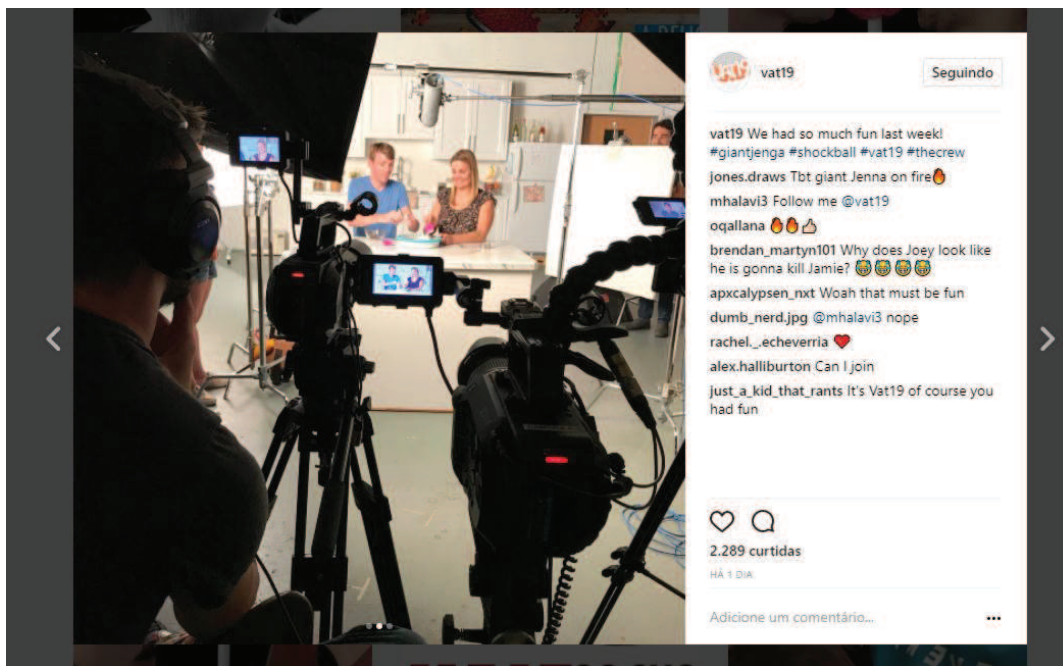 vat19
Seguindo
vat19 We had so much fun last week!
#giantjenga #shockball #vat19 #thecrew
jones.draws Tbt giant Jenna on fire🔥
mhalavi3 Follow me @vat19
oqallana 🔥🔥👍
brendan_martyn101 Why does Joey look like
he is gonna kill Jamie? 😹 😹 😹 😹
apxcalypsen_nxt Woah that must be fun
dumb_nerd.jpg @mhalavi3 nope
rachel._.echeverria ❤️
alex.halliburton Can I join
just_a_kid_that_rants It's Vat19 of course you
had fun
2.289 curtidas
HÁ 1 DIA
Adicione um comentário...